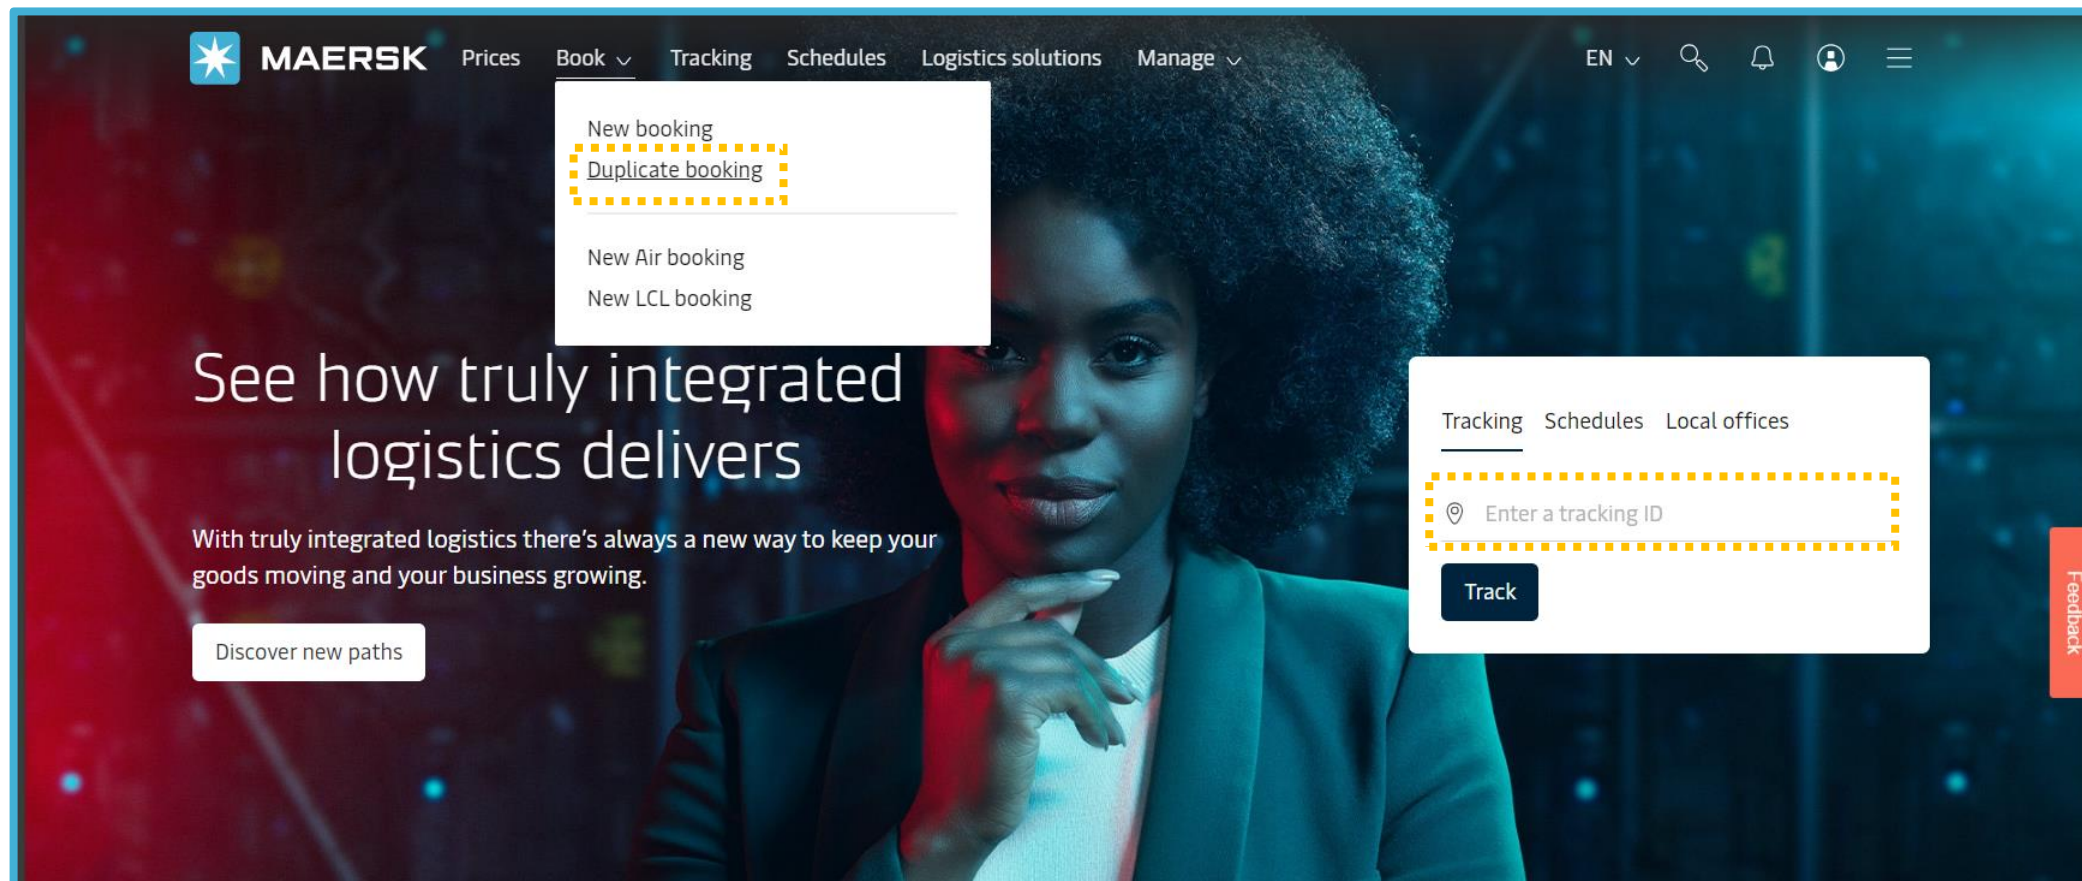 MAERSK Prices Book Tracking Schedules Logistics solutions Manage EN
New booking
Duplicate booking
New Air booking
New LCL booking
See how truly integrated
logistics delivers
With truly integrated logistics there's always a new way to keep your
goods moving and your business growing.
Discover new paths
Tracking Schedules Local offices
Enter a tracking ID
Track
Feedback